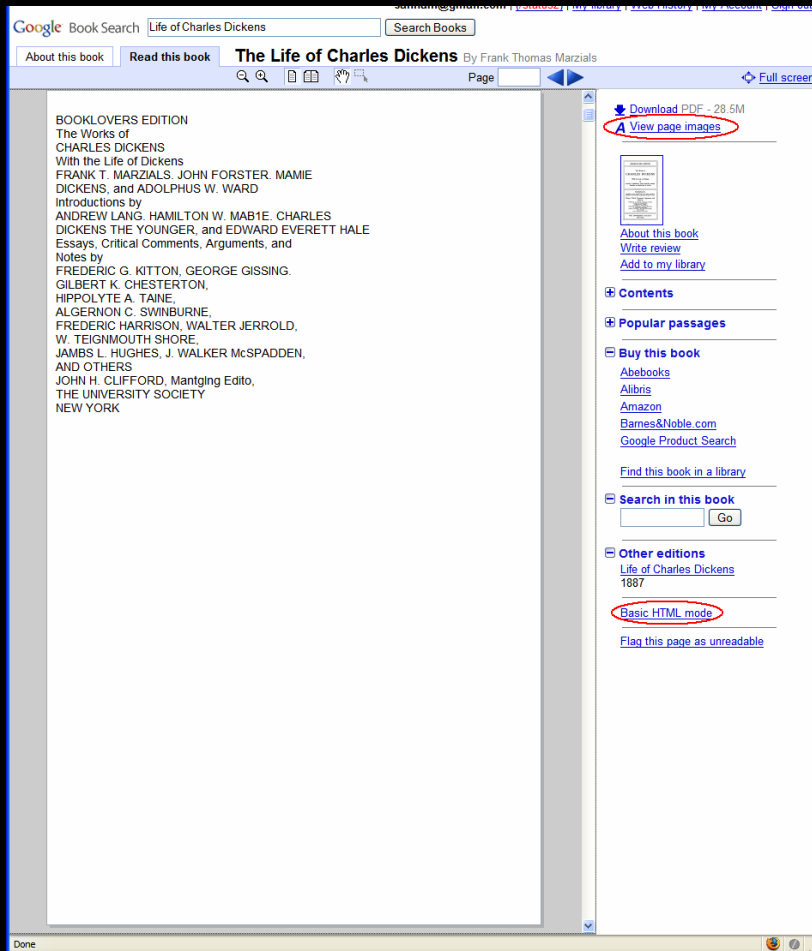 Google Book Search Life of Charles Dickens Search Books
About this book Read this book The Life of Charles Dickens By Frank Thomas Marzials
Page Full screen
BOOKLOVERS EDITION
The Works of
CHARLES DICKENS
With the Life of Dickens
FRANK T. MARZIALS. JOHN FORSTER. MAMIE
DICKENS, and ADOLPHUS W. WARD
Introductions by
ANDREW LANG. HAMILTON W. MAB1E. CHARLES
DICKENS THE YOUNGER, and EDWARD EVERETT HALE
Essays, Critical Comments, Arguments, and
Notes by
FREDERIC G. KITTON, GEORGE GISSING.
GILBERT K. CHESTERTON,
HIPPOLYTE A. TAINE,
ALGERNON C. SWINBURNE,
FREDERIC HARRISON, WALTER JERROLD,
W. TEIGNMOUTH SHORE,
JAMBS L. HUGHES, J. WALKER McSPADDEN,
AND OTHERS
JOHN H. CLIFFORD, Mantging Edito,
THE UNIVERSITY SOCIETY
NEW YORK
Download PDF - 28.5M
A View page images
About this book
Write review
Add to my library
Contents
Popular passages
Buy this book
Abebooks
Alibris
Amazon
Barnes&Noble.com
Google Product Search
Find this book in a library
Search in this book
Go
Other editions
Life of Charles Dickens
1887
Basic HTML mode
Flag this page as unreadable
Done